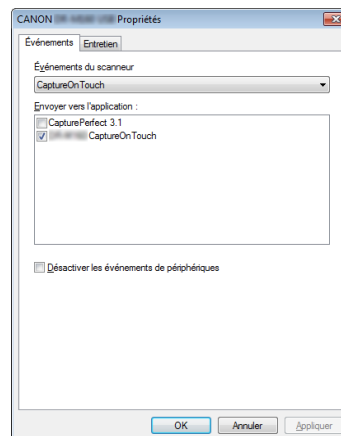 CANON USB Propriétés
Événements Entretien
Événements du scanneur
CaptureOnTouch
Envoyer vers l'application :
CapturePerfect 3.1
CaptureOnTouch
Désactiver les événements de périphériques
OK Annuler Appliquer